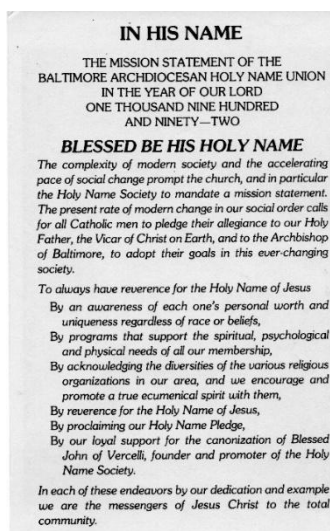 IN HIS NAME
THE MISSION STATEMENT OF THE
BALTIMORE ARCHDIOCESAN HOLY NAME UNION
IN THE YEAR OF OUR LORD
ONE THOUSAND NINE HUNDRED
AND NINETY—TWO
BLESSED BE HIS HOLY NAME
The complexity of modern society and the accelerating
pace of social change prompt the church, and in particular
the Holy Name Society to mandate a mission statement.
The present rate of modern change in our social order calls
for all Catholic men to pledge their allegiance to our Holy
Father, the Vicar of Christ on Earth, and to the Archbishop
of Baltimore, to adopt their goals in this ever-changing
society.
To always have reverence for the Holy Name of Jesus
By an awareness of each one's personal worth and
uniqueness regardless of race or beliefs,
By programs that support the spiritual, psychological
and physical needs of all our membership,
By acknowledging the diversities of the various religious
organizations in our area, and we encourage and
promote a true ecumenical spirit with them,
By reverence for the Holy Name of Jesus,
By proclaiming our Holy Name Pledge,
By our loyal support for the canonization of Blessed
John of Vercelli, founder and promoter of the Holy
Name Society.
In each of these endeavors by our dedication and example
we are the messengers of Jesus Christ to the total
community.